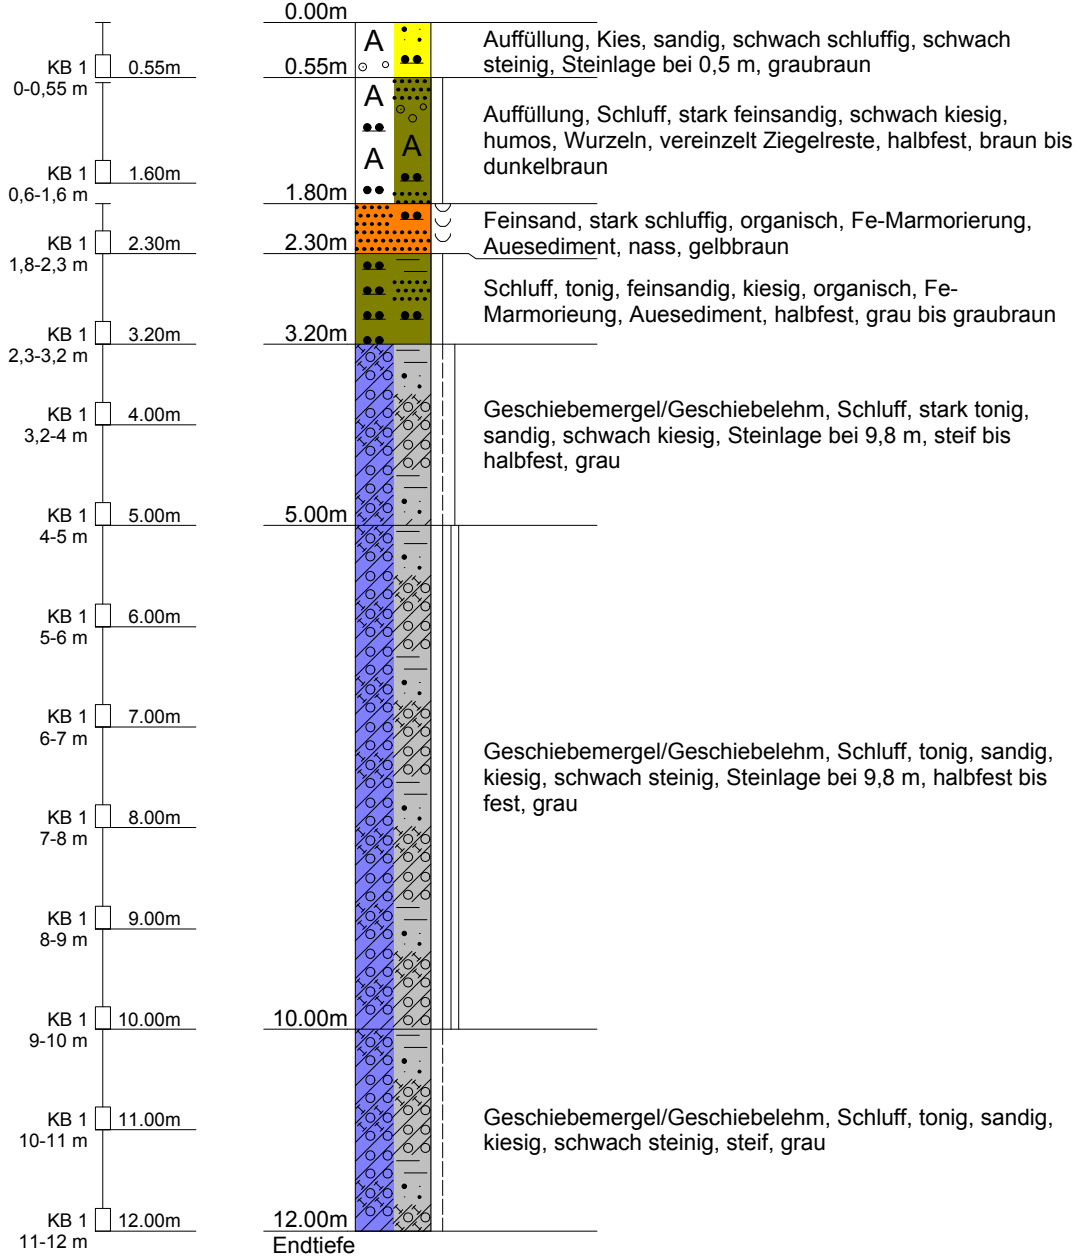 0.00m
A
Auffüllung, Kies, sandig, schwach schluffig, schwach
steinig, Steinlage bei 0,5 m, graubraun
KB 1 0.55m
0-0,55 m
0.55m
A
Auffüllung, Schluff, stark feinsandig, schwach kiesig,
humos, Wurzeln, vereinzelt Ziegelreste, halbfest, braun bis
dunkelbraun
A A
KB 1 1.60m
0,6-1,6 m
1.80m
Feinsand, stark schluffig, organisch, Fe-Marmorierung,
Auesediment, nass, gelbbraun
KB 1 2.30m
1,8-2,3 m
2.30m
Schluff, tonig, feinsandig, kiesig, organisch, Fe-
Marmorieung, Auesediment, halbfest, grau bis graubraun
KB 1 3.20m
2,3-3,2 m
3.20m
Geschiebemergel/Geschiebelehm, Schluff, stark tonig,
sandig, schwach kiesig, Steinlage bei 9,8 m, steif bis
halbfest, grau
KB 1 4.00m
3,2-4 m
KB 1 5.00m
4-5 m
5.00m
KB 1 6.00m
5-6 m
KB 1 7.00m
6-7 m
Geschiebemergel/Geschiebelehm, Schluff, tonig, sandig,
kiesig, schwach steinig, Steinlage bei 9,8 m, halbfest bis
fest, grau
KB 1 8.00m
7-8 m
KB 1 9.00m
8-9 m
KB 1 10.00m
9-10 m
10.00m
KB 1 11.00m
10-11 m
Geschiebemergel/Geschiebelehm, Schluff, tonig, sandig,
kiesig, schwach steinig, steif, grau
KB 1 12.00m
11-12 m
12.00m
Endtiefe